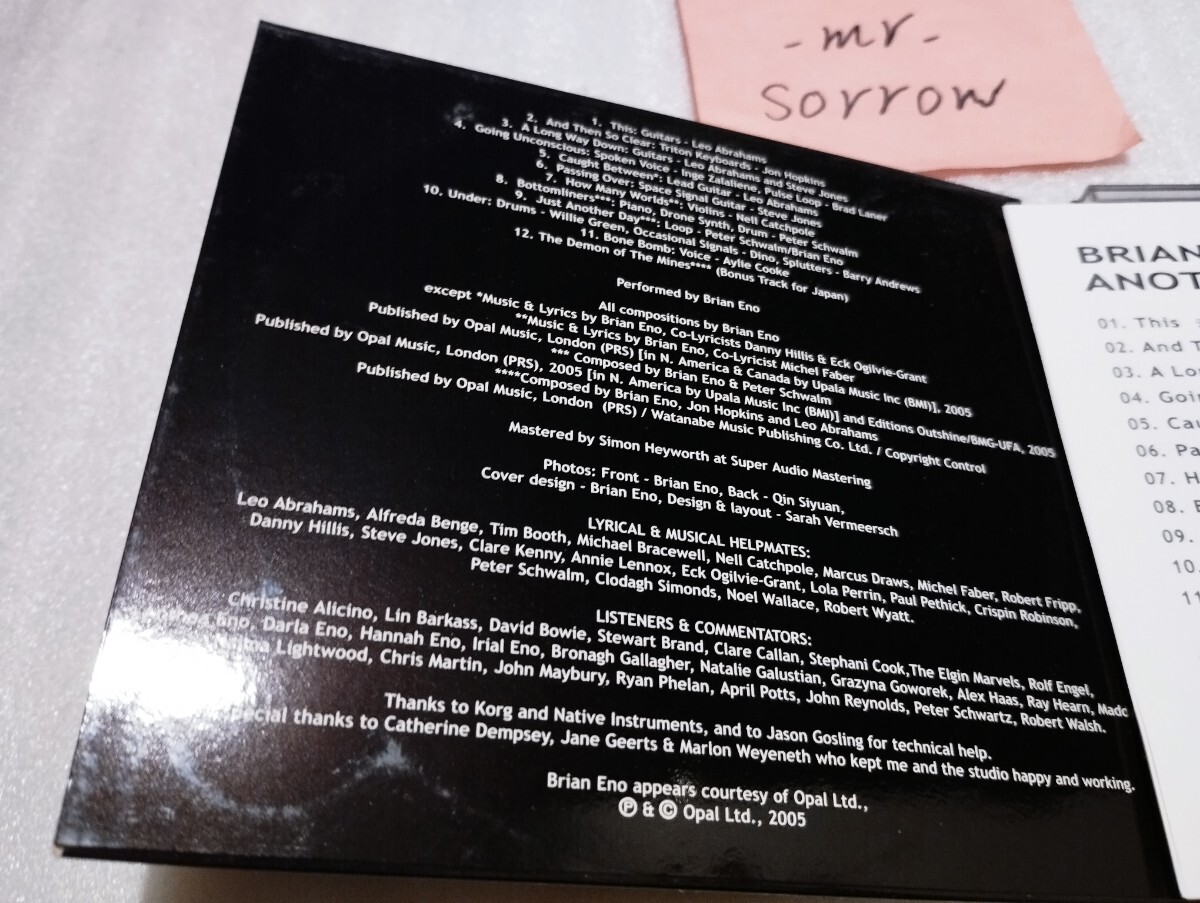 -mr-
sorrow
1. This: Guitars - Leo Abrahams
2. And Then So Clear: Triton Keyboards - Jon Hopkins
3. A Long Way Down: Guitars - Leo Abrahams and Steve Jones
4. Going Unconscious: Spoken Voice - Inge Zalaliene, Pulse Loop - Brad Laner
5. Caught Between*: Lead Guitar - Leo Abrahams
6. Passing Over: Space Signal Guitar - Steve Jones
7. How Many Worlds**: Violins - Nell Catchpole
8. Bottomliners***: Piano, Drone Synth, Drum - Peter Schwalm
9. Just Another Day***: Loop - Peter Schwalm/Brian Eno
10. Under: Drums - Willie Green, Occasional Signals - Dino, Splutters - Barry Andrews
11. Bone Bomb: Voice - Aylie Cooke
12. The Demon of The Mines**** (Bonus Track for Japan)
Performed by Brian Eno
All compositions by Brian Eno
except *Music & Lyrics by Brian Eno, Co-Lyricists Danny Hillis & Eck Ogilvie-Grant
**Music & Lyrics by Brian Eno, Co-Lyricist Michel Faber
Published by Opal Music, London (PRS) [in N. America & Canada by Upala Music Inc (BMI)], 2005
*** Composed by Brian Eno & Peter Schwalm
Published by Opal Music, London (PRS), 2005 [in N. America by Upala Music Inc (BMI)] and Editions Outshine/BMG-UFA, 2005
****Composed by Brian Eno, Jon Hopkins and Leo Abrahams
Published by Opal Music, London (PRS) / Watanabe Music Publishing Co. Ltd. / Copyright Control
Mastered by Simon Heyworth at Super Audio Mastering
Photos: Front - Brian Eno, Back - Qin Siyuan,
Cover design - Brian Eno, Design & layout - Sarah Vermeersch
LYRICAL & MUSICAL HELPMATES:
Leo Abrahams, Alfreda Benge, Tim Booth, Michael Bracewell, Nell Catchpole, Marcus Draws, Michel Faber, Robert Fripp,
Danny Hillis, Steve Jones, Clare Kenny, Annie Lennox, Eck Ogilvie-Grant, Lola Perrin, Paul Pethick, Crispin Robinson,
Peter Schwalm, Clodagh Simonds, Noel Wallace, Robert Wyatt.
LISTENERS & COMMENTATORS:
Christine Alicino, Lin Barkass, David Bowie, Stewart Brand, Clare Callan, Stephani Cook,The Elgin Marvels, Rolf Engel,
Eno, Darla Eno, Hannah Eno, Irial Eno, Bronagh Gallagher, Natalie Galustian, Grazyna Goworek, Alex Haas, Ray Hearn, Madc
Lightwood, Chris Martin, John Maybury, Ryan Phelan, April Potts, John Reynolds, Peter Schwartz, Robert Walsh.
Thanks to Korg and Native Instruments, and to Jason Gosling for technical help.
ecial thanks to Catherine Dempsey, Jane Geerts & Marlon Weyeneth who kept me and the studio happy and working.
Brian Eno appears courtesy of Opal Ltd.,
℗ & © Opal Ltd., 2005
BRIAN
ANOT
01. This
02. And T
03. A Lo
04. Goin
05. Cau
06. Pa
07. H
08. B
09.
10.
11